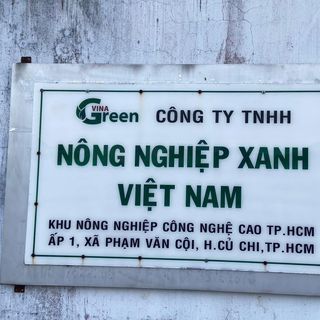 VINA
Green CÔNG TY TNHH
NÔNG NGHIỆP XANH
VIỆT NAM
KHU NÔNG NGHIỆP CÔNG NGHỆ CAO TP.HCM
ẤP 1, XÃ PHẠM VĂN CỘI, H.CỦ CHI,TP.HCM